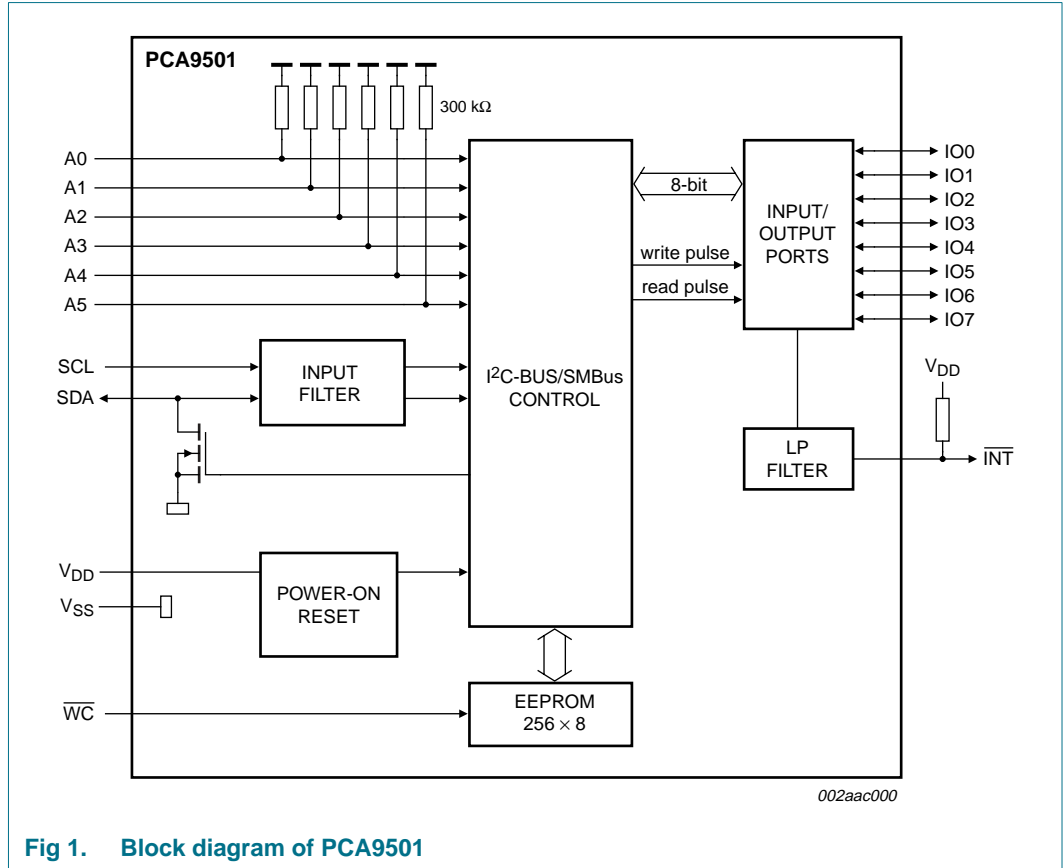 PCA9501
300 kΩ
A0
A1
A2
A3
A4
A5
SCL
SDA
INPUT
FILTER
I²C-BUS/SMBus
CONTROL
8-bit
write pulse
read pulse
INPUT/
OUTPUT
PORTS
IO0
IO1
IO2
IO3
IO4
IO5
IO6
IO7
VDD
LP
FILTER
INT
VDD
VSS
POWER-ON
RESET
WC
EEPROM
256 × 8
002aac000
Fig 1. Block diagram of PCA9501